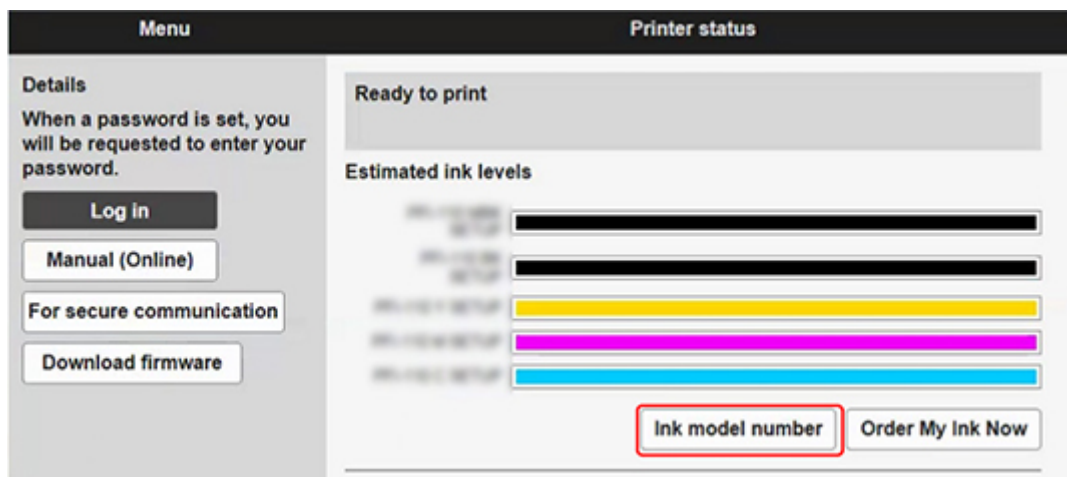 Menu
Printer status
Details
When a password is set, you
will be requested to enter your
password.
Log in
Manual (Online)
For secure communication
Download firmware
Ready to print
Estimated ink levels
Ink model number
Order My Ink Now